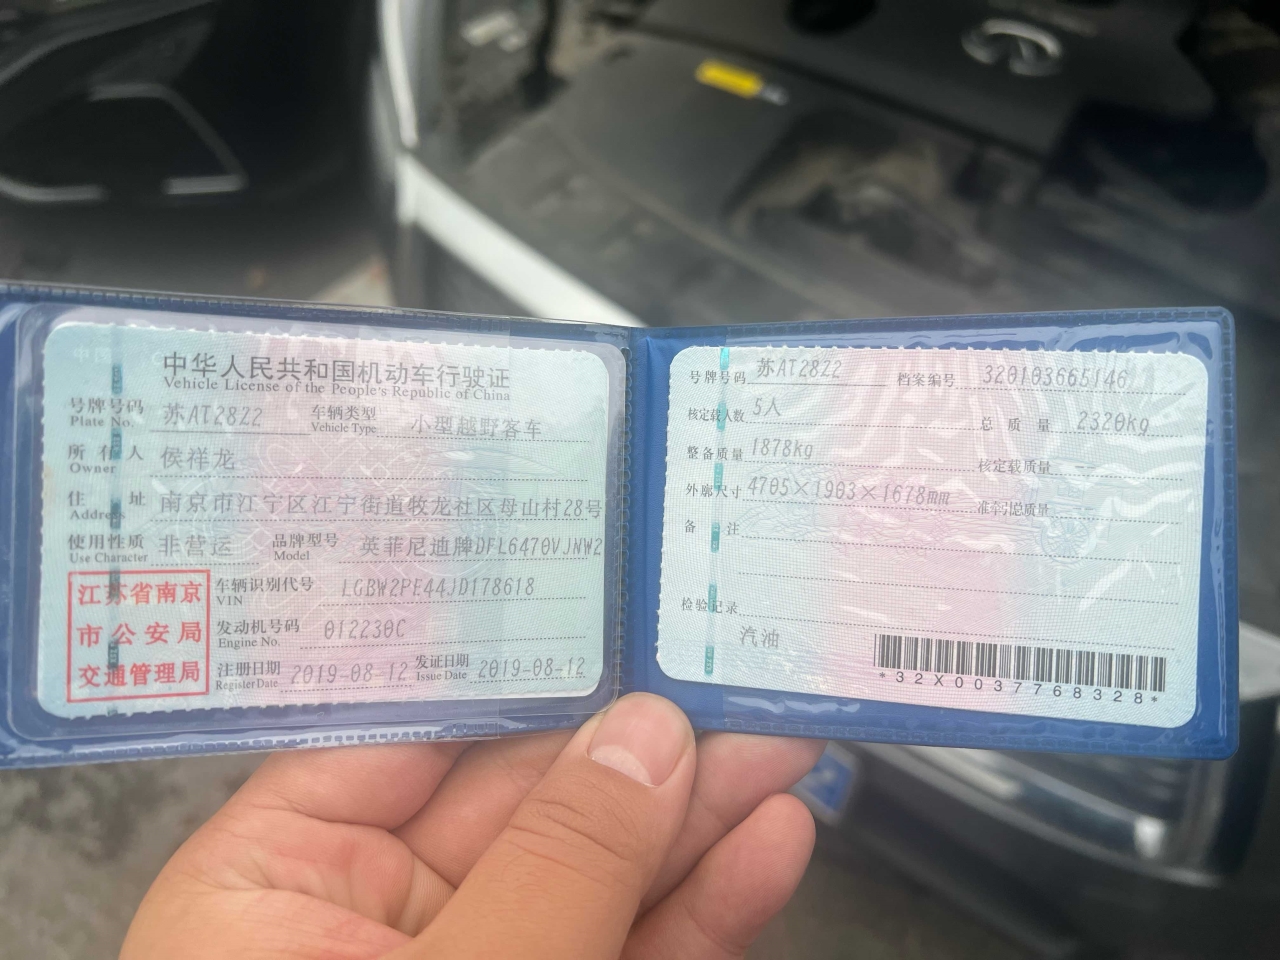 中华人民共和国机动车行驶证
Vehicle License of the People's Republic of China
号牌号码 苏AT28Z2 车辆类型 小型越野客车
Plate No. Vehicle Type
所有人 侯祥龙
Owner
住址 南京市江宁区江宁街道牧龙社区母山村28号
Address
使用性质 非营运 品牌型号 英菲尼迪牌DFL6470VJNW2
Use Character Model
江苏省南京
市公安局
交通管理局
车辆识别代号 LGBW2PE44JD178618
VIN
发动机号码 012230C
Engine No.
注册日期 2019-08-12 发证日期 2019-08-12
Register Date Issue Date
号牌号码 苏AT28Z2 档案编号 320103665146
核定载人数 5人 总质量 2320Kg
整备质量 1878Kg 核定载质量 --
外廓尺寸 4705×1903×1678mm 准牵引总质量 --
备注
检验记录
汽油
*32X0037768328*